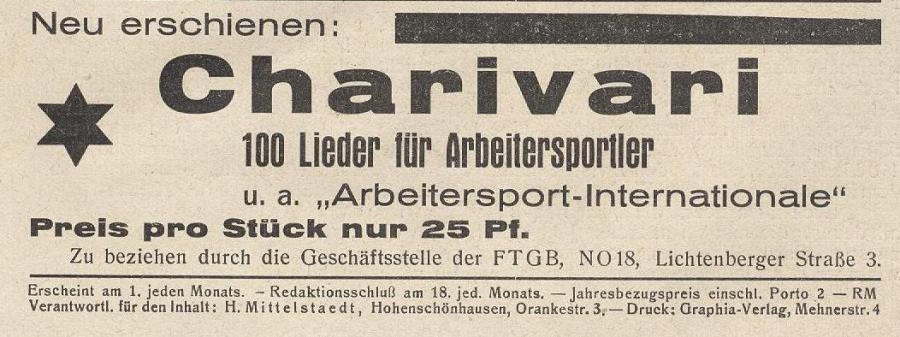 Neu erschienen:
Charivari
100 Lieder für Arbeitersportler
u. a. „Arbeitersport-Internationale“
Preis pro Stück nur 25 Pf.
Zu beziehen durch die Geschäftsstelle der FTGB, NO18, Lichtenberger Straße 3.
Erscheint am 1. jeden Monats. – Redaktionsschluß am 18. jed. Monats. — Jahresbezugspreis einschl. Porto 2 — RM
Verantwortl. für den Inhalt: H. Mittelstaedt, Hohenschönhausen, Orankestr. 3. — Druck: Graphia-Verlag, Mehnerstr. 4